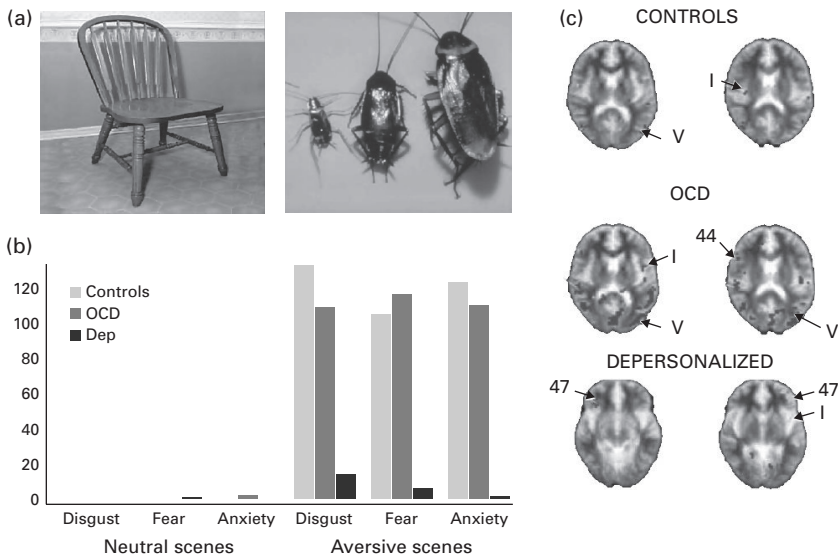 (a)
(b)
120
100
80
60
40
20
0
Controls
OCD
Dep
Disgust Fear Anxiety Disgust Fear Anxiety
Neutral scenes Aversive scenes
(c)
CONTROLS
I
V
OCD
44
I
V
V
DEPERSONALIZED
47
47
I